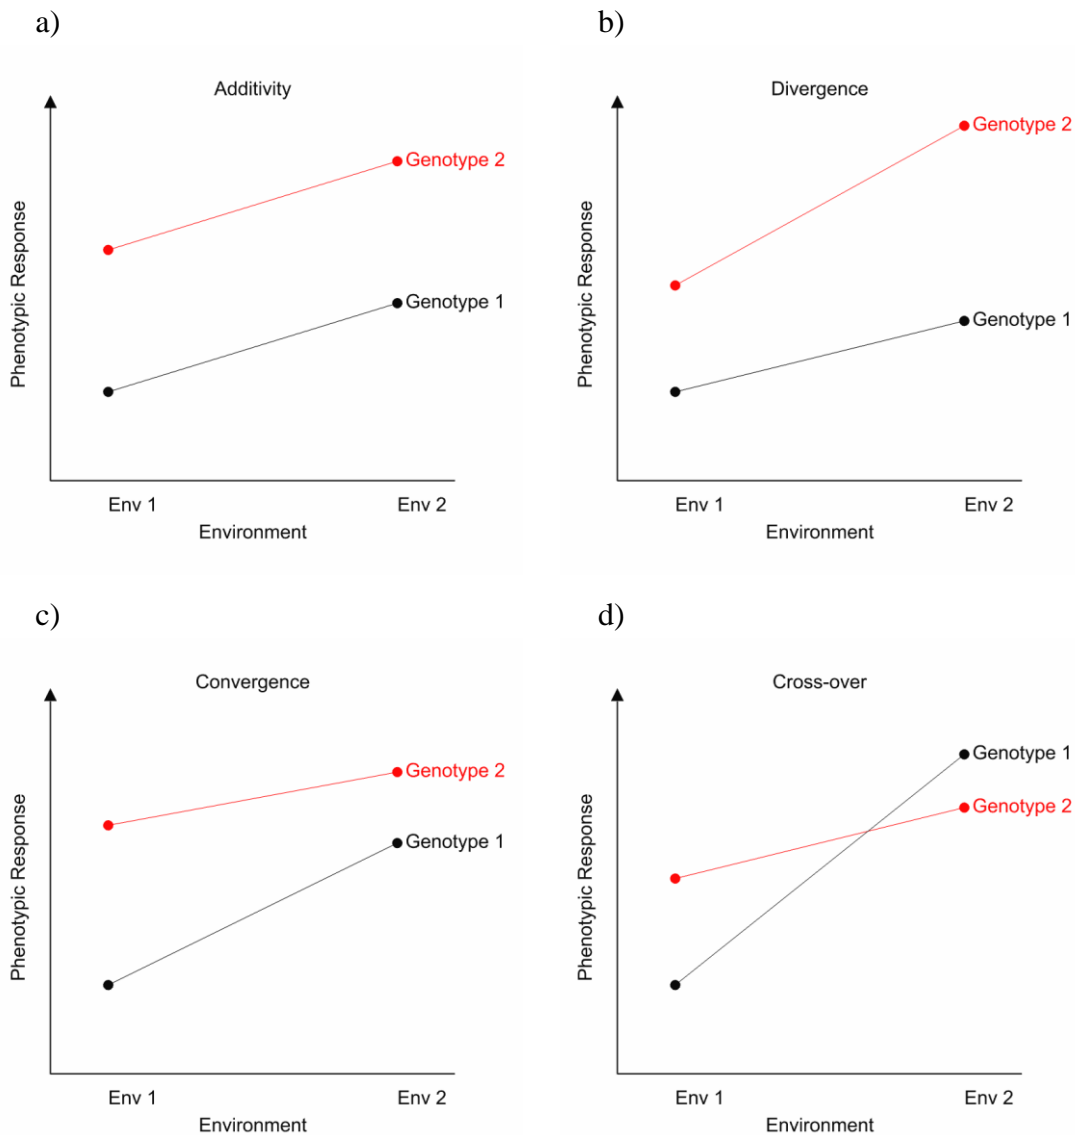 a)
Additivity
Phenotypic Response
Genotype 2
Genotype 1
Env 1
Env 2
Environment
b)
Divergence
Phenotypic Response
Genotype 2
Genotype 1
Env 1
Env 2
Environment
c)
Convergence
Phenotypic Response
Genotype 2
Genotype 1
Env 1
Env 2
Environment
d)
Cross-over
Phenotypic Response
Genotype 1
Genotype 2
Env 1
Env 2
Environment